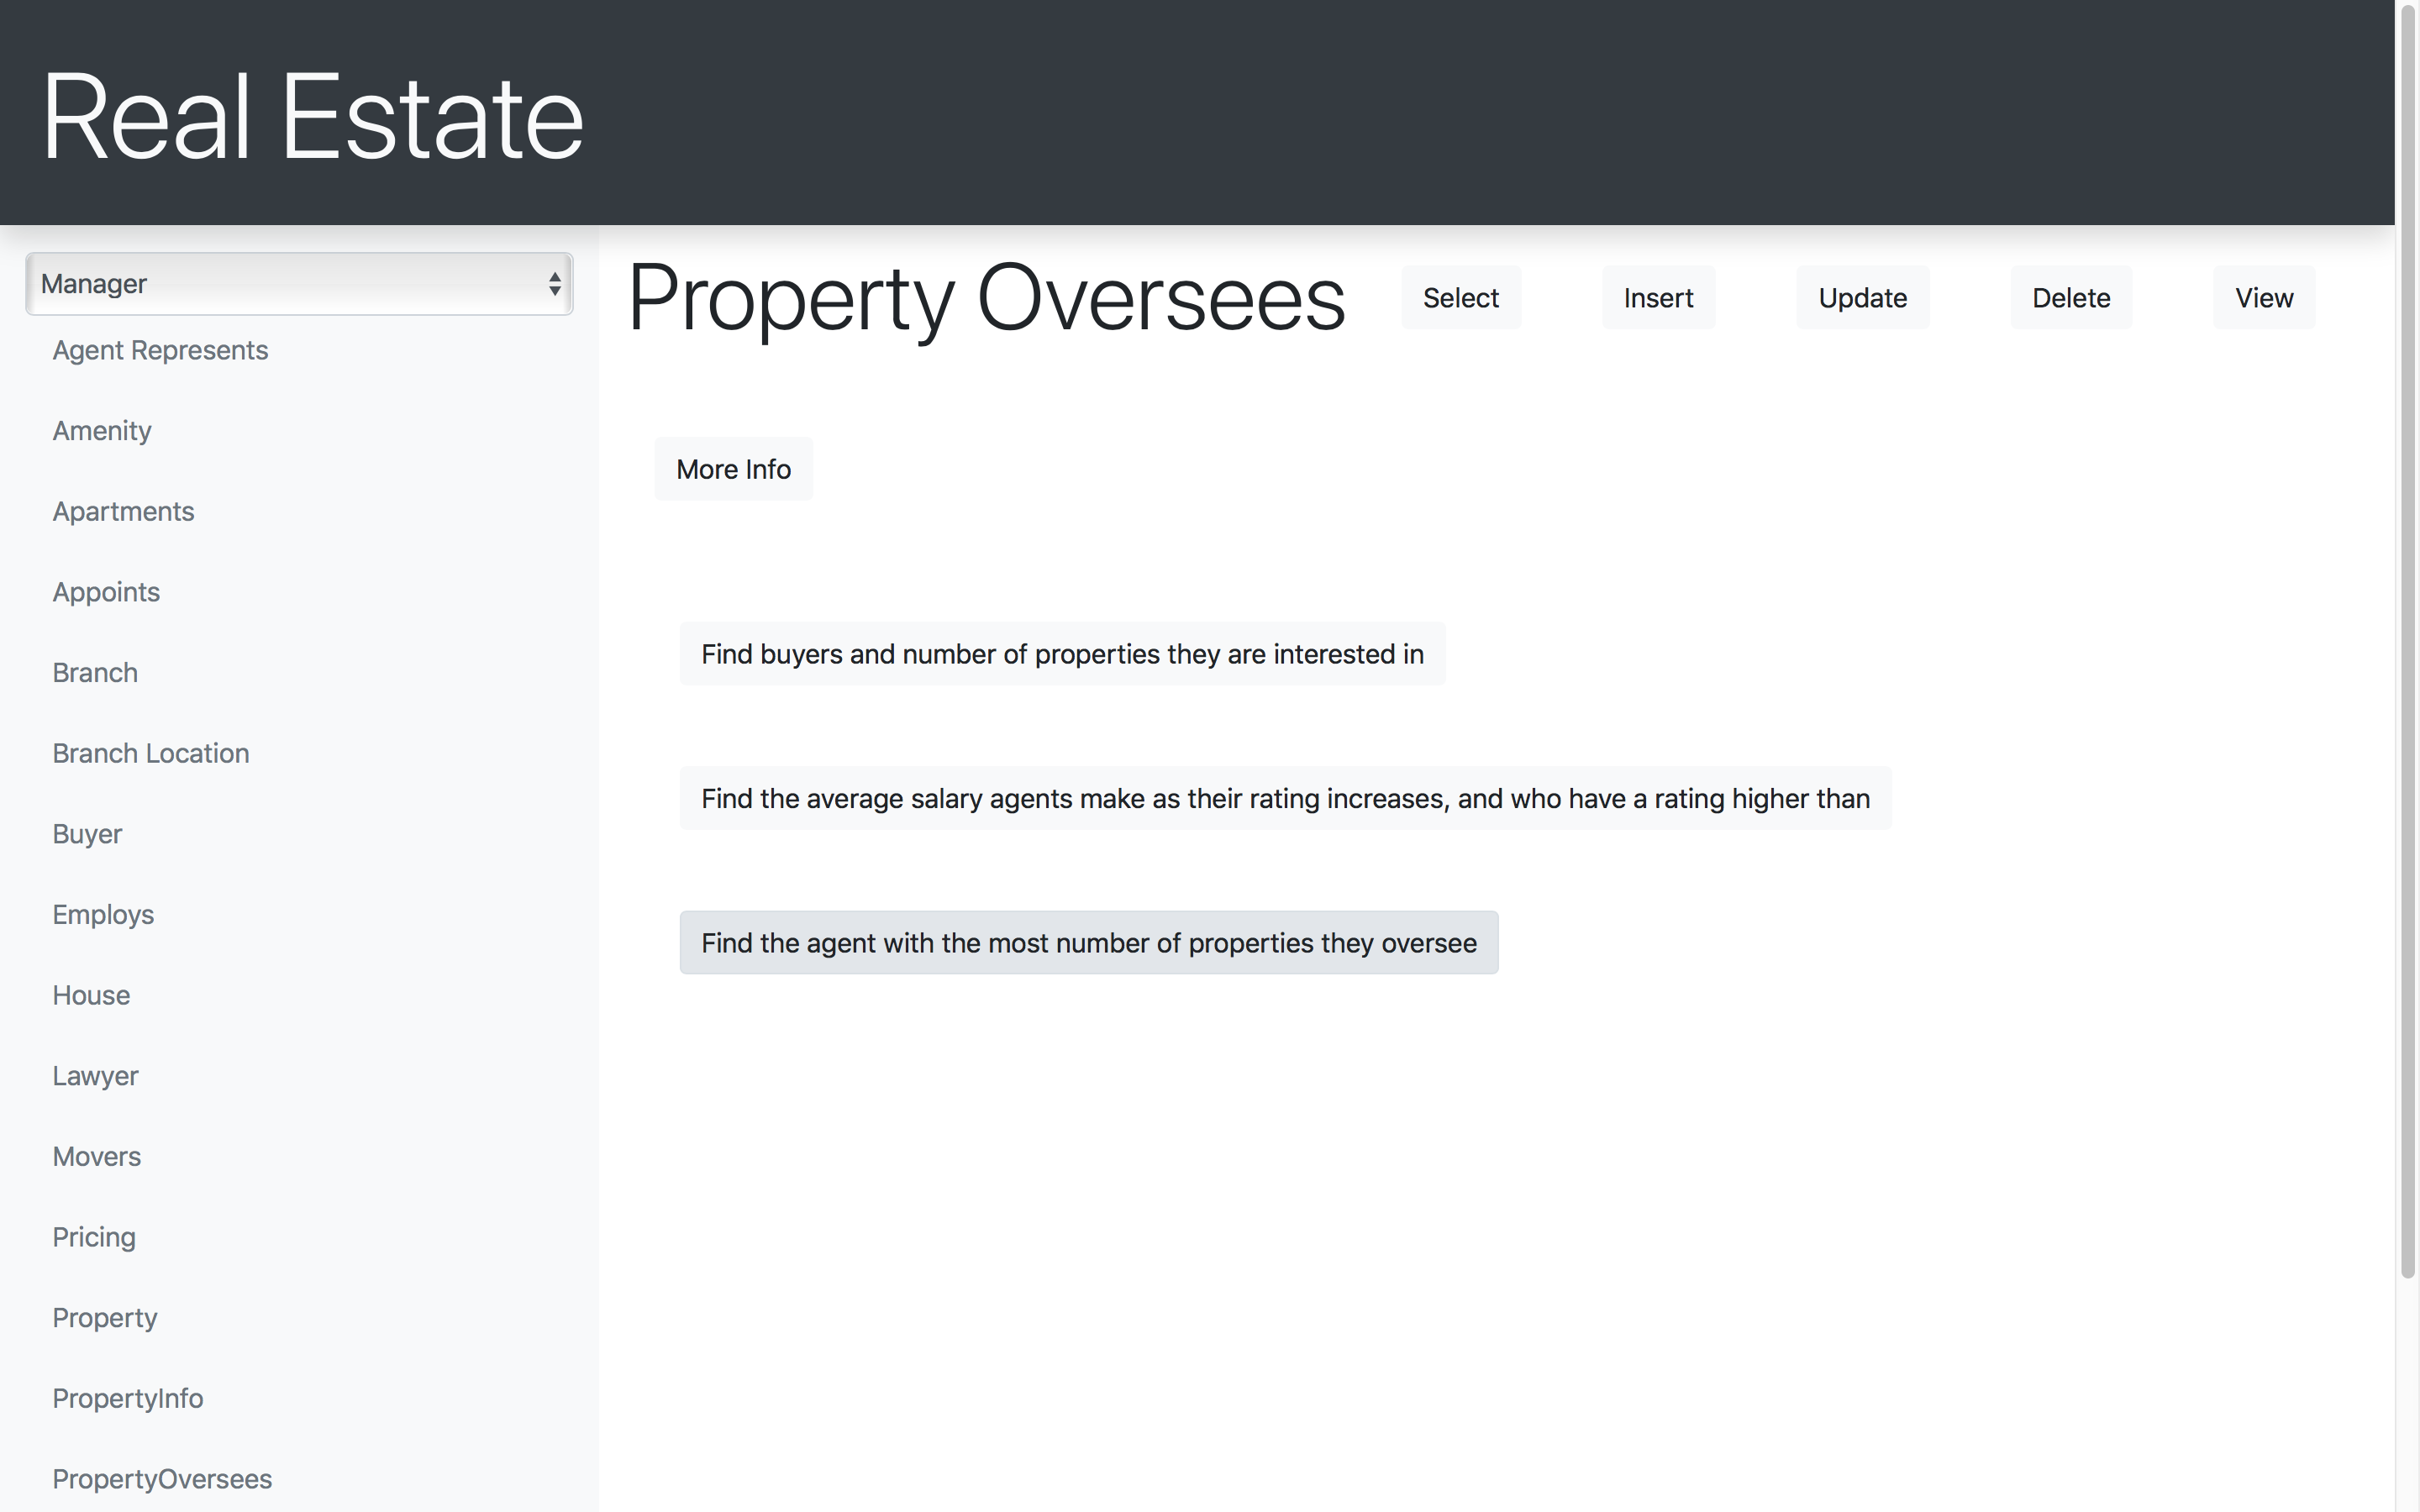 Real Estate
Manager
Agent Represents
Amenity
Apartments
Appoints
Branch
Branch Location
Buyer
Employs
House
Lawyer
Movers
Pricing
Property
PropertyInfo
PropertyOversees
Property Oversees
Select
Insert
Update
Delete
View
More Info
Find buyers and number of properties they are interested in
Find the average salary agents make as their rating increases, and who have a rating higher than
Find the agent with the most number of properties they oversee